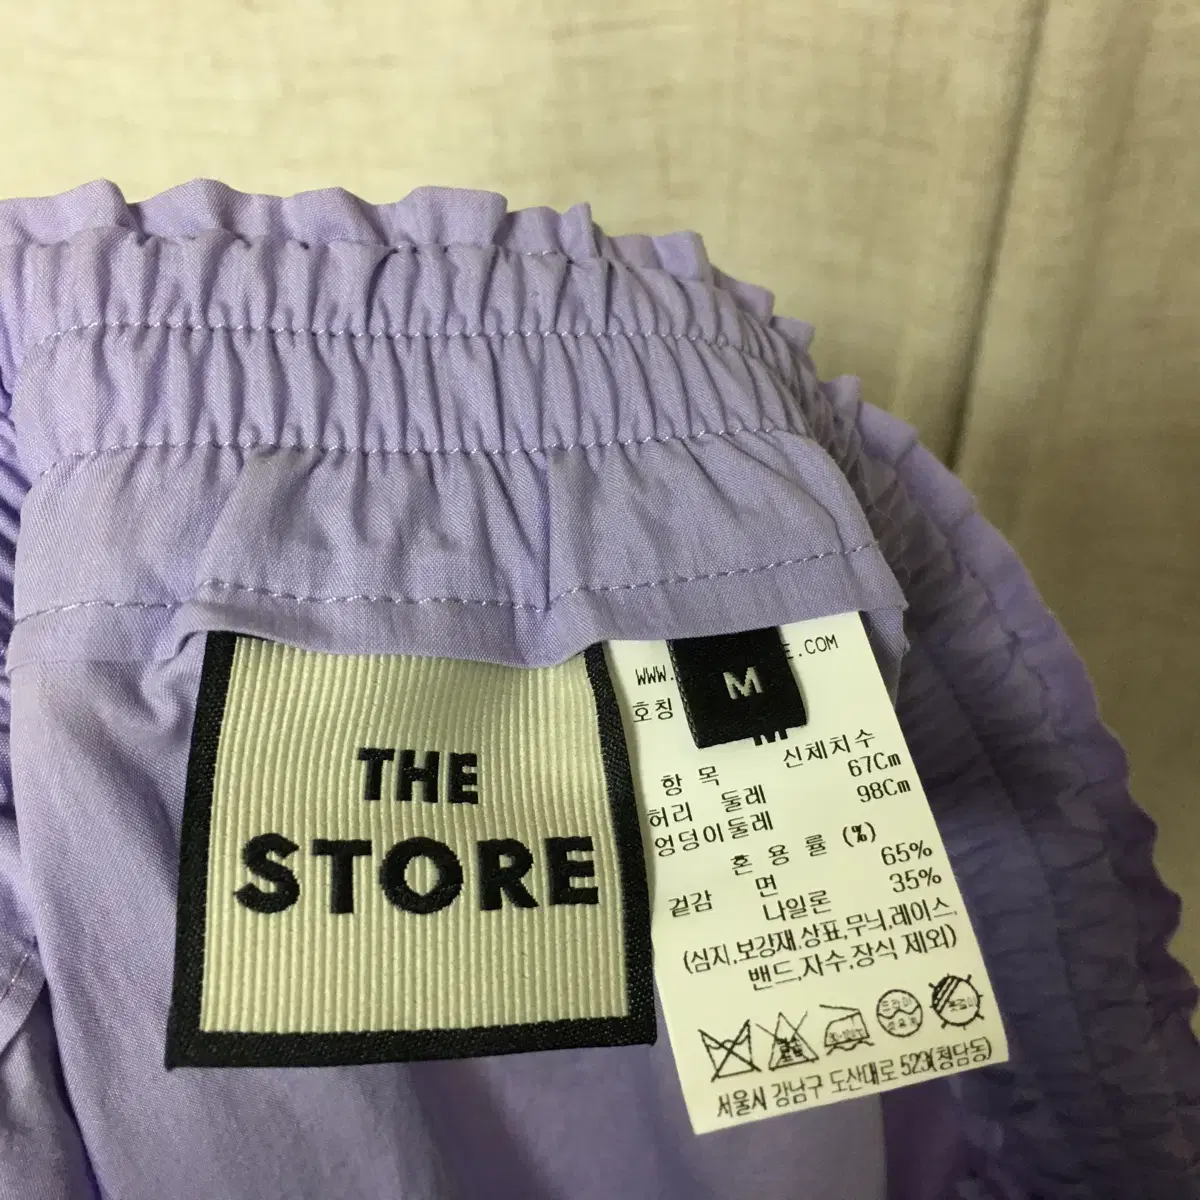 THE
STORE
M
WWW. E.COM
호칭
항 목 신체치수
허리 둘레 67Cm
엉덩이둘레 98Cm
혼 용 률 (%)
겉감 면 65%
나일론 35%
(심지,보강재,상표,무늬,레이스,
밴드,자수,장식 제외)
서울시 강남구 도산대로 523(청담동)